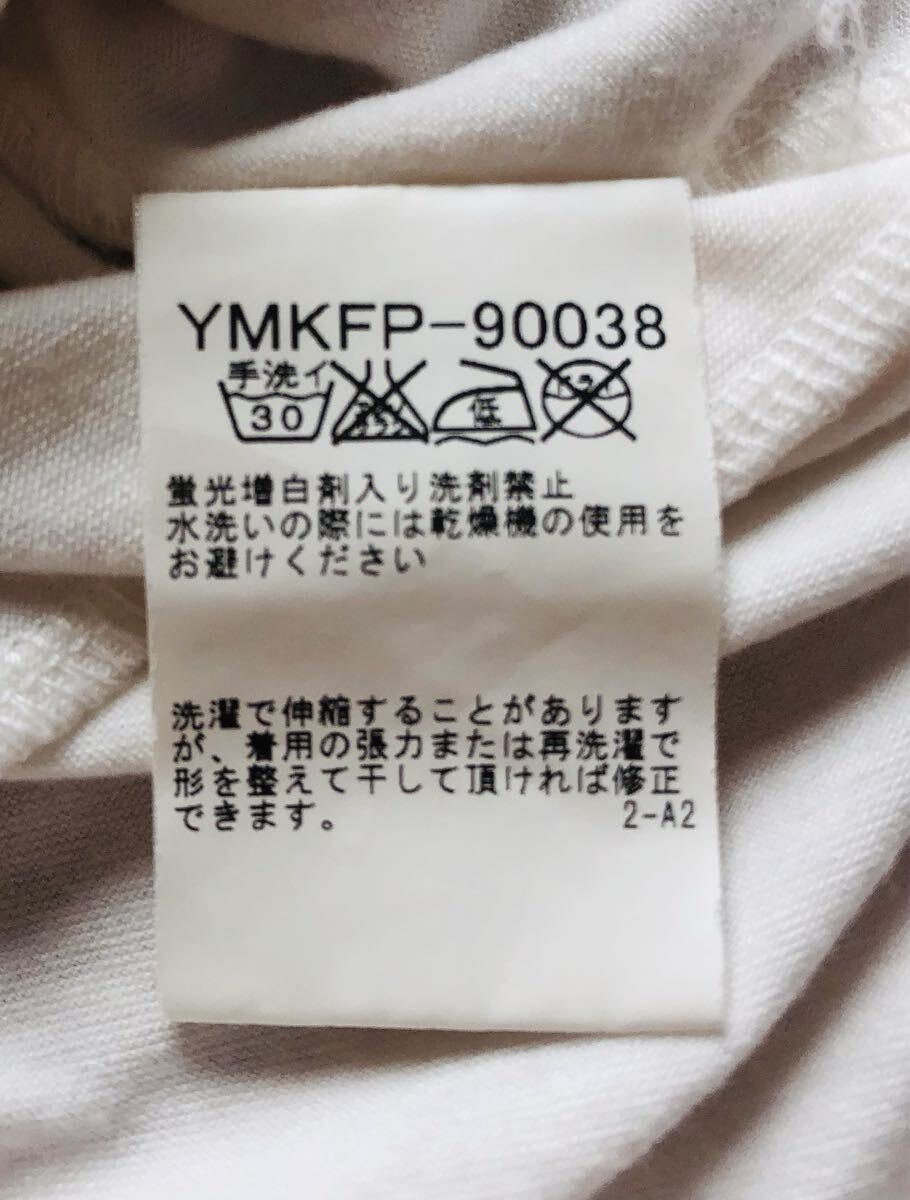 YMKFP-90038
手洗イ
30
低
蛍光増白剤入り洗剤禁止
水洗いの際には乾燥機の使用を
お避けください
洗濯で伸縮することがあります
が、着用の張力または再洗濯で
形を整えて干して頂ければ修正
できます。 2-A2